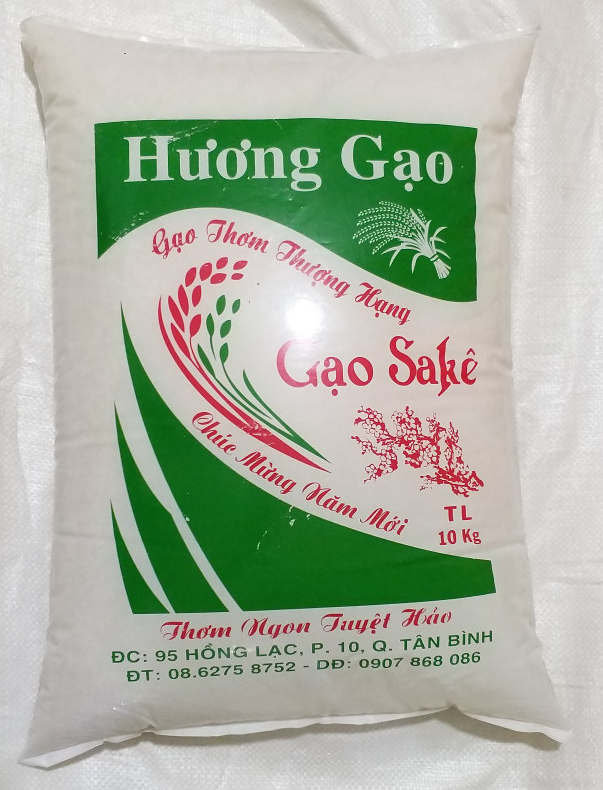 Hương Gạo
Gạo Thơm Thượng Hạng
Gạo Sakê
Chúc Mừng Năm Mới
TL
10 Kg
Thơm Ngon Tuyệt Hảo
ĐC: 95 HỒNG LẠC, P. 10, Q. TÂN BÌNH
ĐT: 08.6275 8752 - DĐ: 0907 868 086